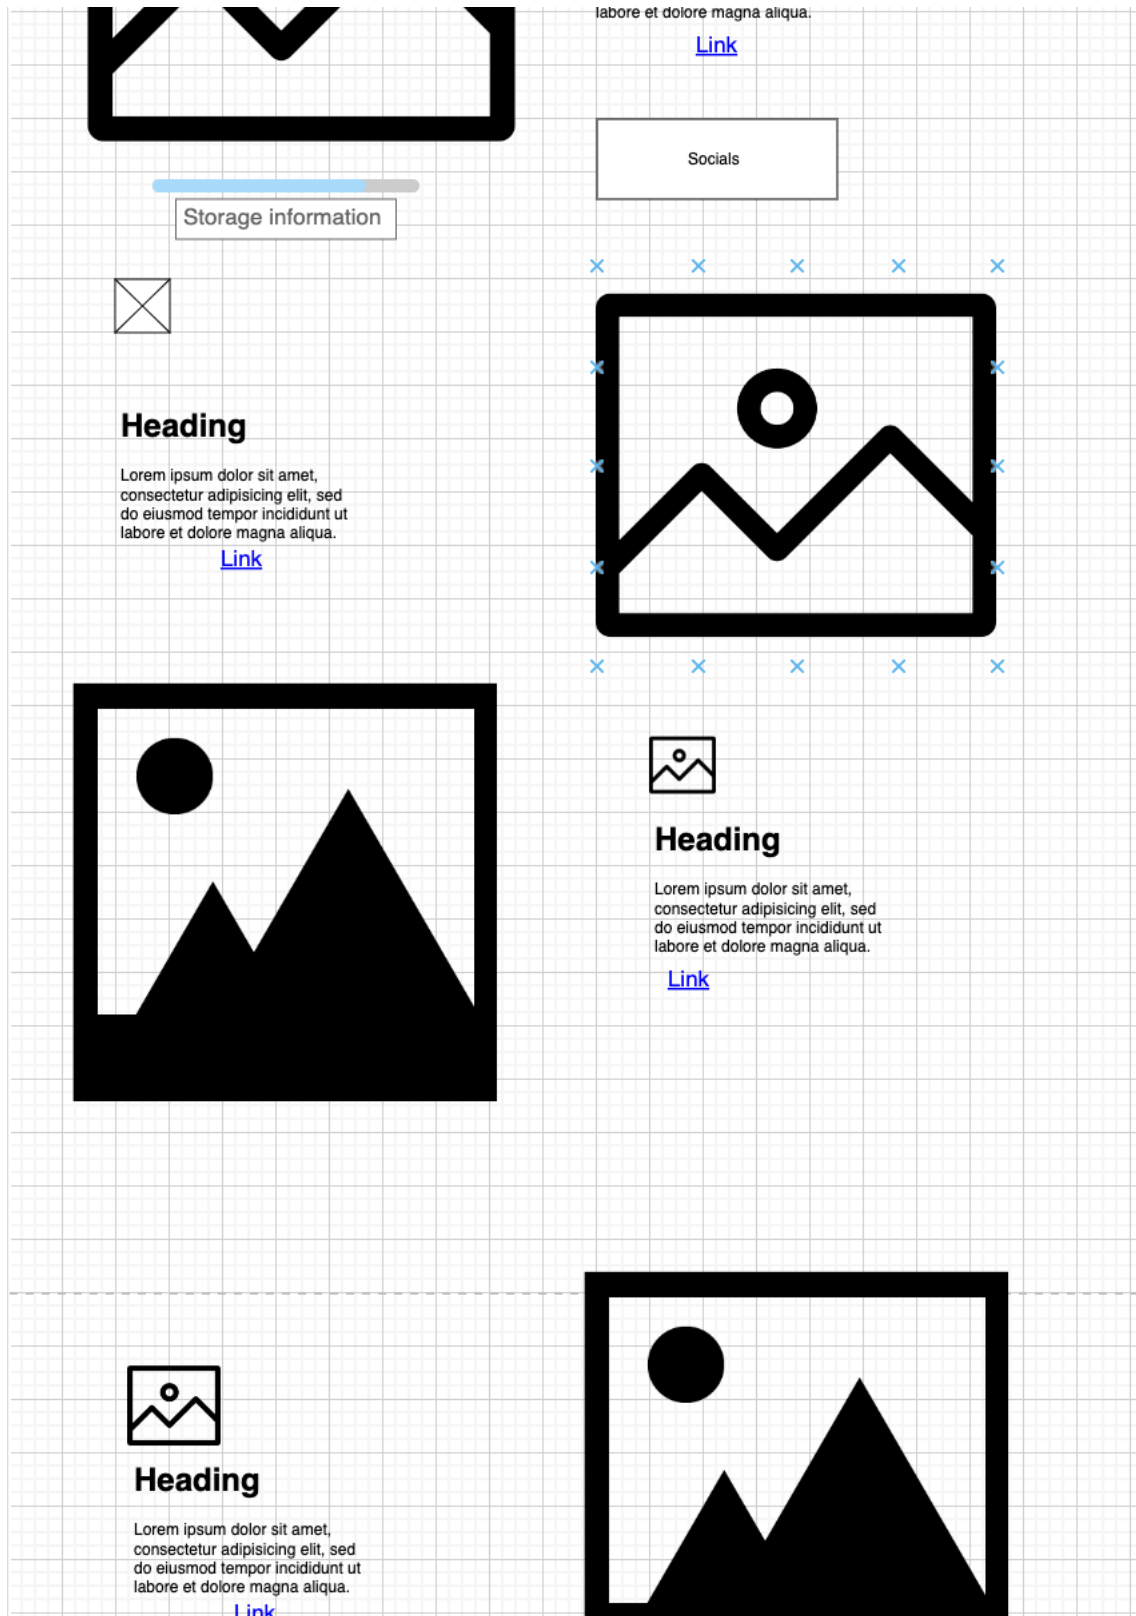 labore et dolore magna aliqua.
Link
Socials
Storage information
Heading
Lorem ipsum dolor sit amet,
consectetur adipisicing elit, sed
do eiusmod tempor incididunt ut
labore et dolore magna aliqua.
Link
Heading
Lorem ipsum dolor sit amet,
consectetur adipisicing elit, sed
do eiusmod tempor incididunt ut
labore et dolore magna aliqua.
Link
Heading
Lorem ipsum dolor sit amet,
consectetur adipisicing elit, sed
do eiusmod tempor incididunt ut
labore et dolore magna aliqua.
Link